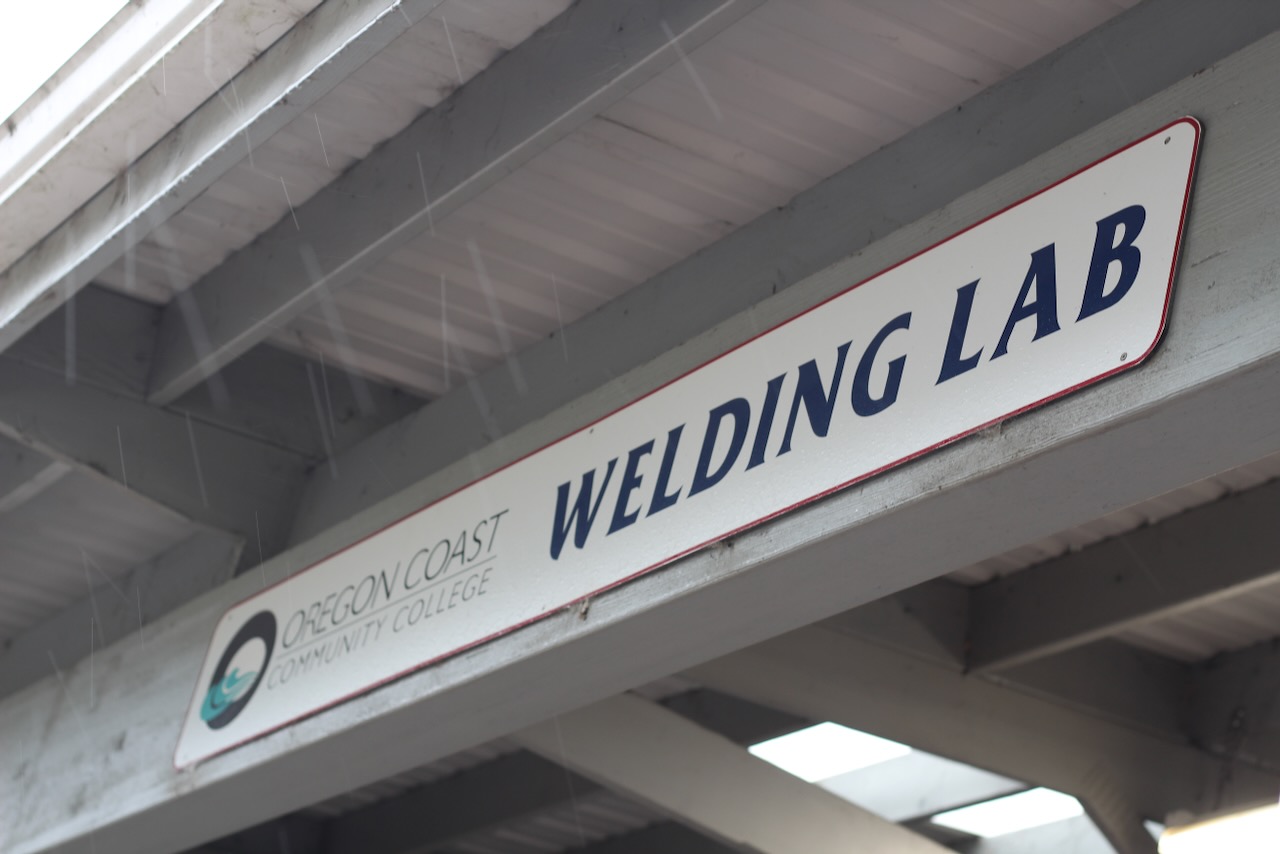 OREGON COAST
COMMUNITY COLLEGE
WELDING LAB